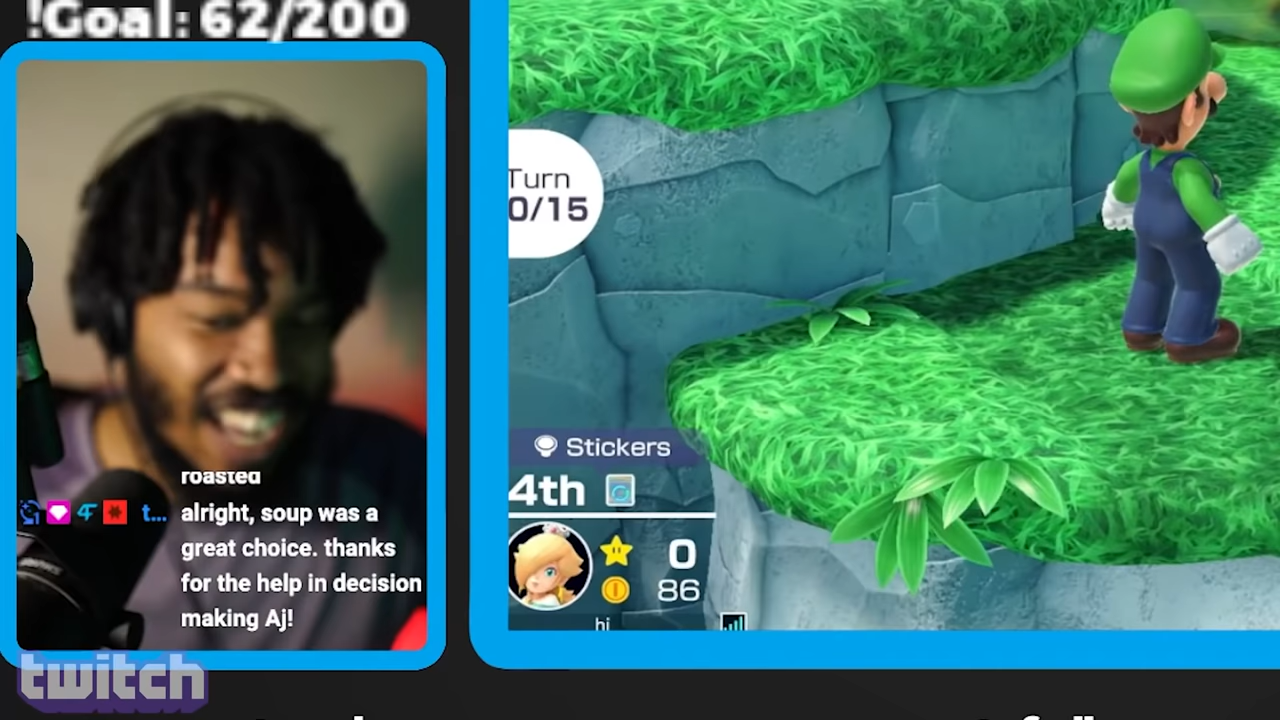 !Goal: 62/200
Turn
0/15
Stickers
4th
0
86
hi
roasted
t... alright, soup was a
great choice. thanks
for the help in decision
making Aj!
twitch